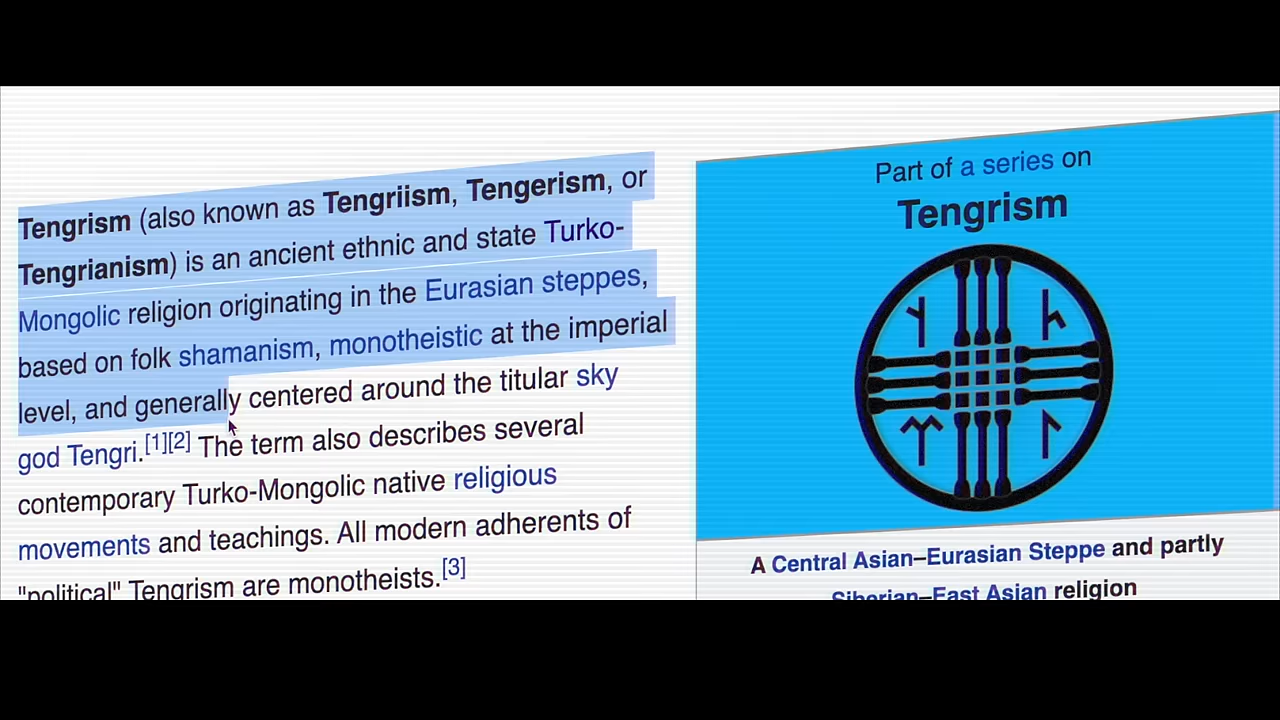 Tengrism (also known as Tengriism, Tengerism, or
Tengrianism) is an ancient ethnic and state Turko-
Mongolic religion originating in the Eurasian steppes,
based on folk shamanism, monotheistic at the imperial
level, and generally centered around the titular sky
god Tengri.[1][2] The term also describes several
contemporary Turko-Mongolic native religious
movements and teachings. All modern adherents of
"political" Tengrism are monotheists.[3]
Part of a series on
Tengrism
A Central Asian–Eurasian Steppe and partly
Siberian–East Asian religion